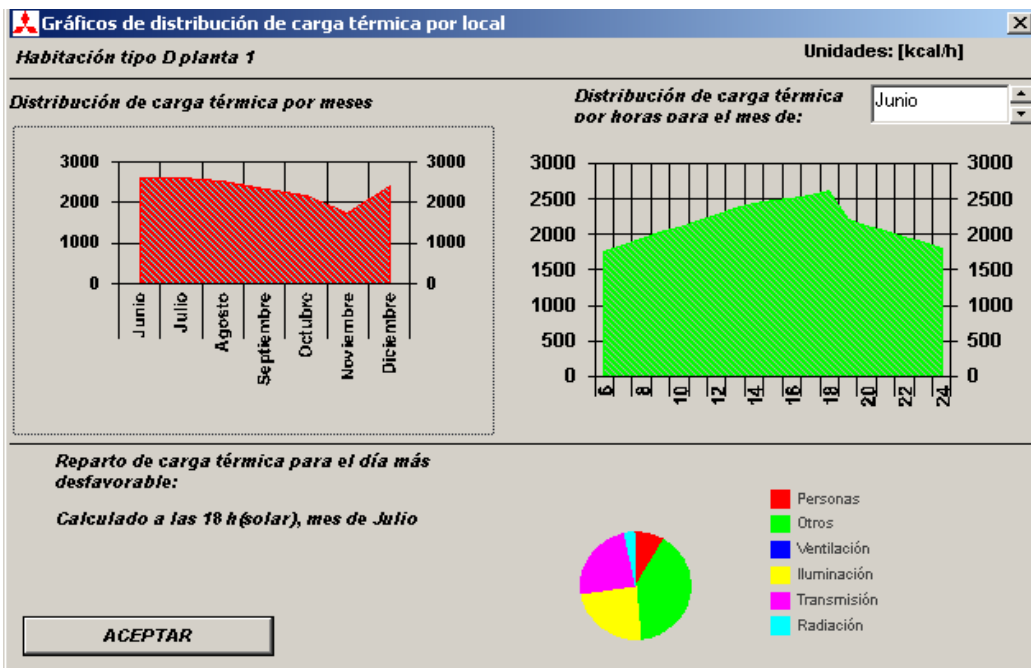 Gráficos de distribución de carga térmica por local
Habitación tipo D planta 1
Unidades: [kcal/h]
Distribución de carga térmica por meses
Distribución de carga térmica
por horas para el mes de:
Junio
3000
2000
1000
0
3000
2000
1000
0
Junio
Julio
Agosto
Septiembre
Octubre
Noviembre
Diciembre
3000
2500
2000
1500
1000
500
0
3000
2500
2000
1500
1000
500
0
6
8
10
12
14
16
18
20
22
24
Reparto de carga térmica para el día más
desfavorable:
Calculado a las 18 h(solar), mes de Julio
Personas
Otros
Ventilación
Iluminación
Transmisión
Radiación
ACEPTAR